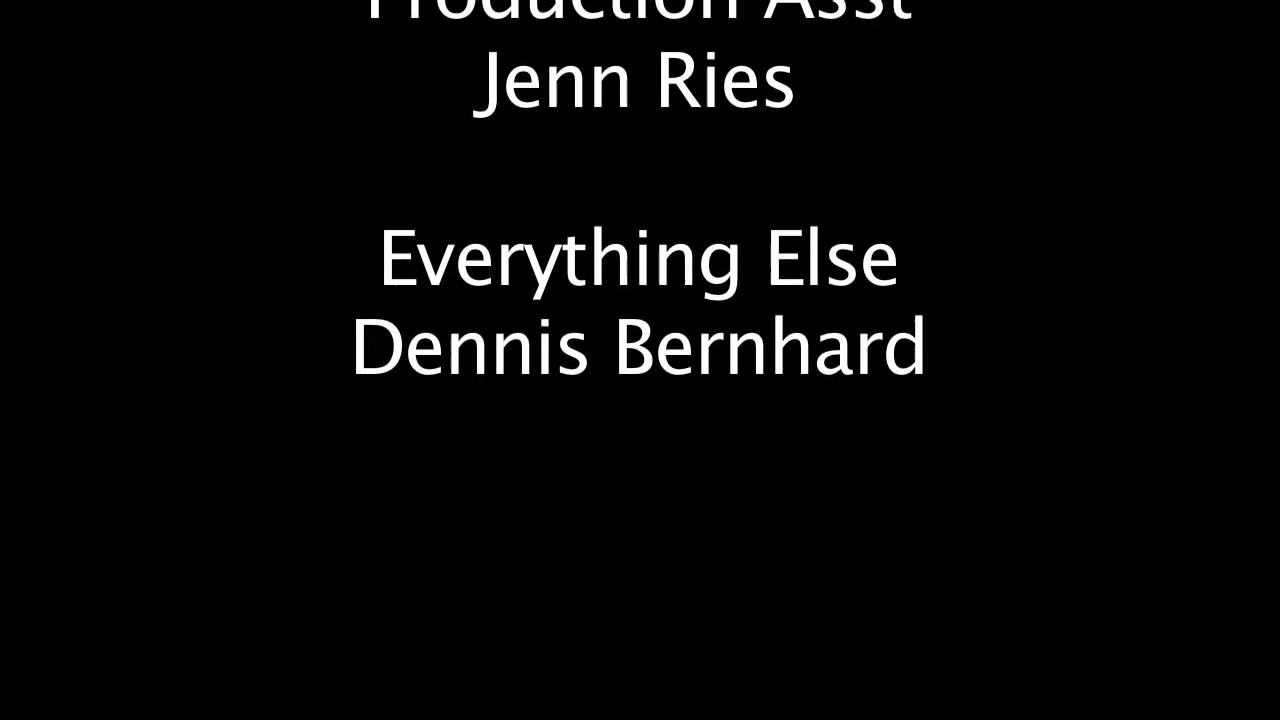 Production Asst
Jenn Ries
Everything Else
Dennis Bernhard